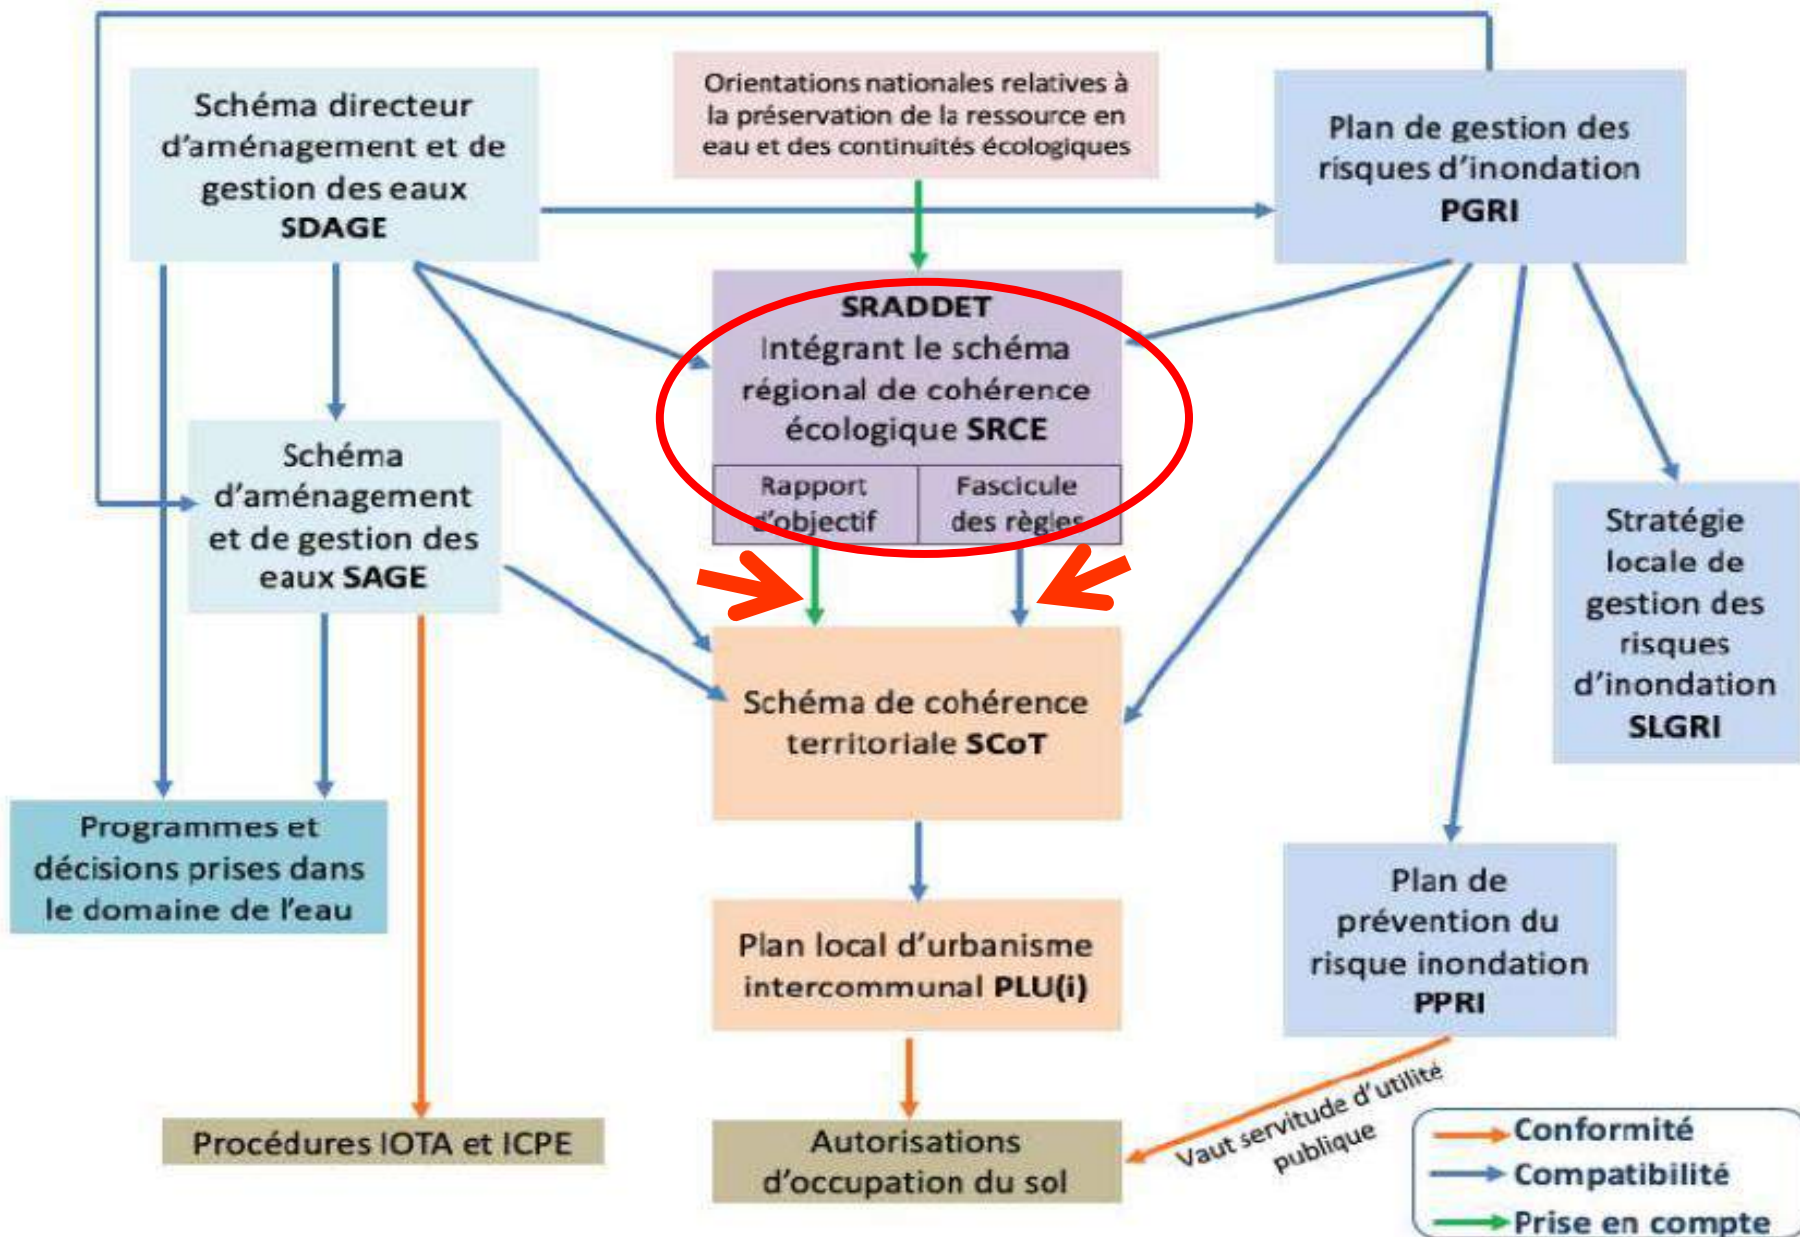 Schéma directeur
d'aménagement et de
gestion des eaux
SDAGE
Orientations nationales relatives à
la préservation de la ressource en
eau et des continuités écologiques
Plan de gestion des
risques d'inondation
PGRI
SRADDET
Intégrant le schéma
régional de cohérence
écologique SRCE
Rapport
d'objectif
Fascicule
des règles
Schéma
d'aménagement
et de gestion des
eaux SAGE
Stratégie
locale de
gestion des
risques
d'inondation
SLGRI
Schéma de cohérence
territoriale SCoT
Programmes et
décisions prises dans
le domaine de l'eau
Plan de
prévention du
risque inondation
PPRI
Plan local d'urbanisme
intercommunal PLU(i)
Vaut servitude d'utilité
publique
Procédures IOTA et ICPE
Autorisations
d'occupation du sol
Conformité
Compatibilité
Prise en compte